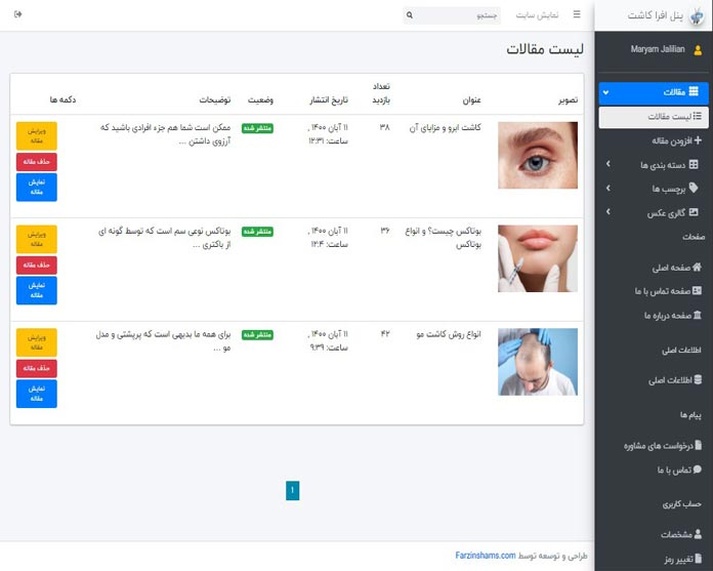 پنل افرا کاشت
Maryam Jalilian
مقالات
لیست مقالات
افزودن مقاله
دسته بندی ها
برچسب ها
گالری عکس
صفحات
صفحه اصلی
صفحه تماس با ما
صفحه درباره ما
اطلاعات اصلی
اطلاعات اصلی
پیام ها
درخواست های مشاوره
تماس با ما
حساب کاربری
مشخصات
تغییر رمز
نمایش سایت
جستجو
لیست مقالات
تصویر
عنوان
تعداد
بازدید
تاریخ انتشار
وضعیت
توضیحات
دکمه ها
کاشت ابرو و مزایای آن
۳۸
۱۱ آبان ۱۴۰۰ ,
ساعت: ۱۲:۳۱
منتشر شده
ممکن است شما هم جزء افرادی باشید که
آرزوی داشتن ...
ویرایش
مقاله
حذف مقاله
نمایش
مقاله
بوتاکس چیست؟ و انواع
بوتاکس
۳۶
۱۱ آبان ۱۴۰۰ ,
ساعت: ۱۲:۴
منتشر شده
بوتاکس نوعی سم است که توسط گونه ای
از باکتری ...
ویرایش
مقاله
حذف مقاله
نمایش
مقاله
انواع روش کاشت مو
۴۲
۱۱ آبان ۱۴۰۰ ,
ساعت: ۹:۳۹
منتشر شده
برای همه ما بدیهی است که پرپشتی و مدل
مو ...
ویرایش
مقاله
حذف مقاله
نمایش
مقاله
۱
طراحی و توسعه توسط Farzinshams.com